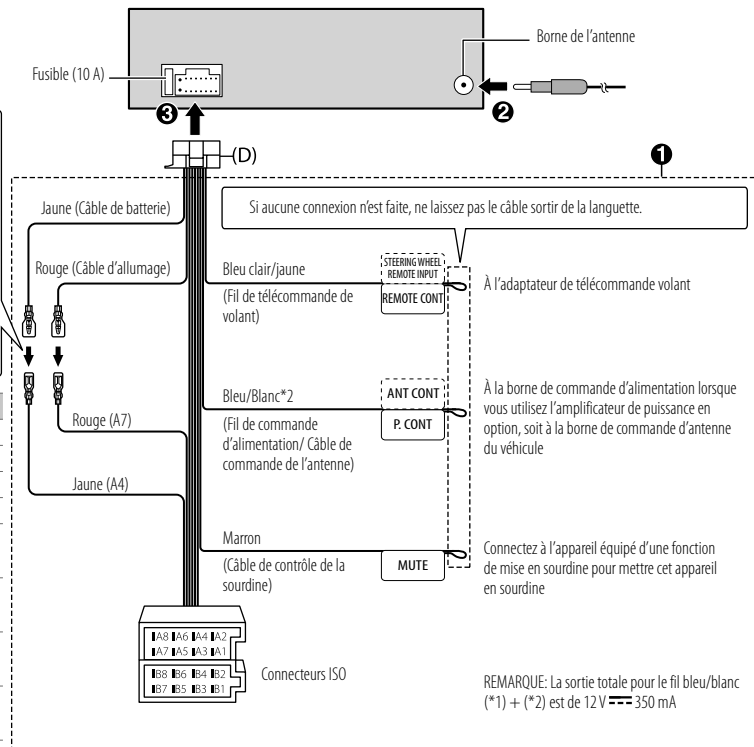 Borne de l'antenne
Fusible (10 A)
❸
❷
(D)
❶
Jaune (Câble de batterie)
Si aucune connexion n'est faite, ne laissez pas le câble sortir de la languette.
Rouge (Câble d'allumage)
Bleu clair/jaune
(Fil de télécommande de
volant)
STEERING WHEEL
REMOTE INPUT
REMOTE CONT
À l'adaptateur de télécommande volant
Bleu/Blanc*2
(Fil de commande
d'alimentation/ Câble de
commande de l'antenne)
ANT CONT
P. CONT
À la borne de commande d'alimentation lorsque
vous utilisez l'amplificateur de puissance en
option, soit à la borne de commande d'antenne
du véhicule
Rouge (A7)
Jaune (A4)
Marron
(Câble de contrôle de la
sourdine)
MUTE
Connectez à l'appareil équipé d'une fonction
de mise en sourdine pour mettre cet appareil
en sourdine
A8 A6 A4 A2
A7 A5 A3 A1
B8 B6 B4 B2
B7 B5 B3 B1
Connecteurs ISO
REMARQUE: La sortie totale pour le fil bleu/blanc
(*1) + (*2) est de 12 V ⎓ 350 mA